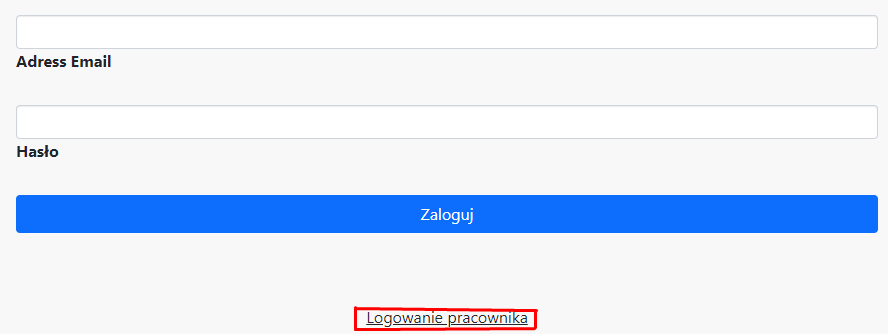 Adress Email
Hasło
Zaloguj
Logowanie pracownika